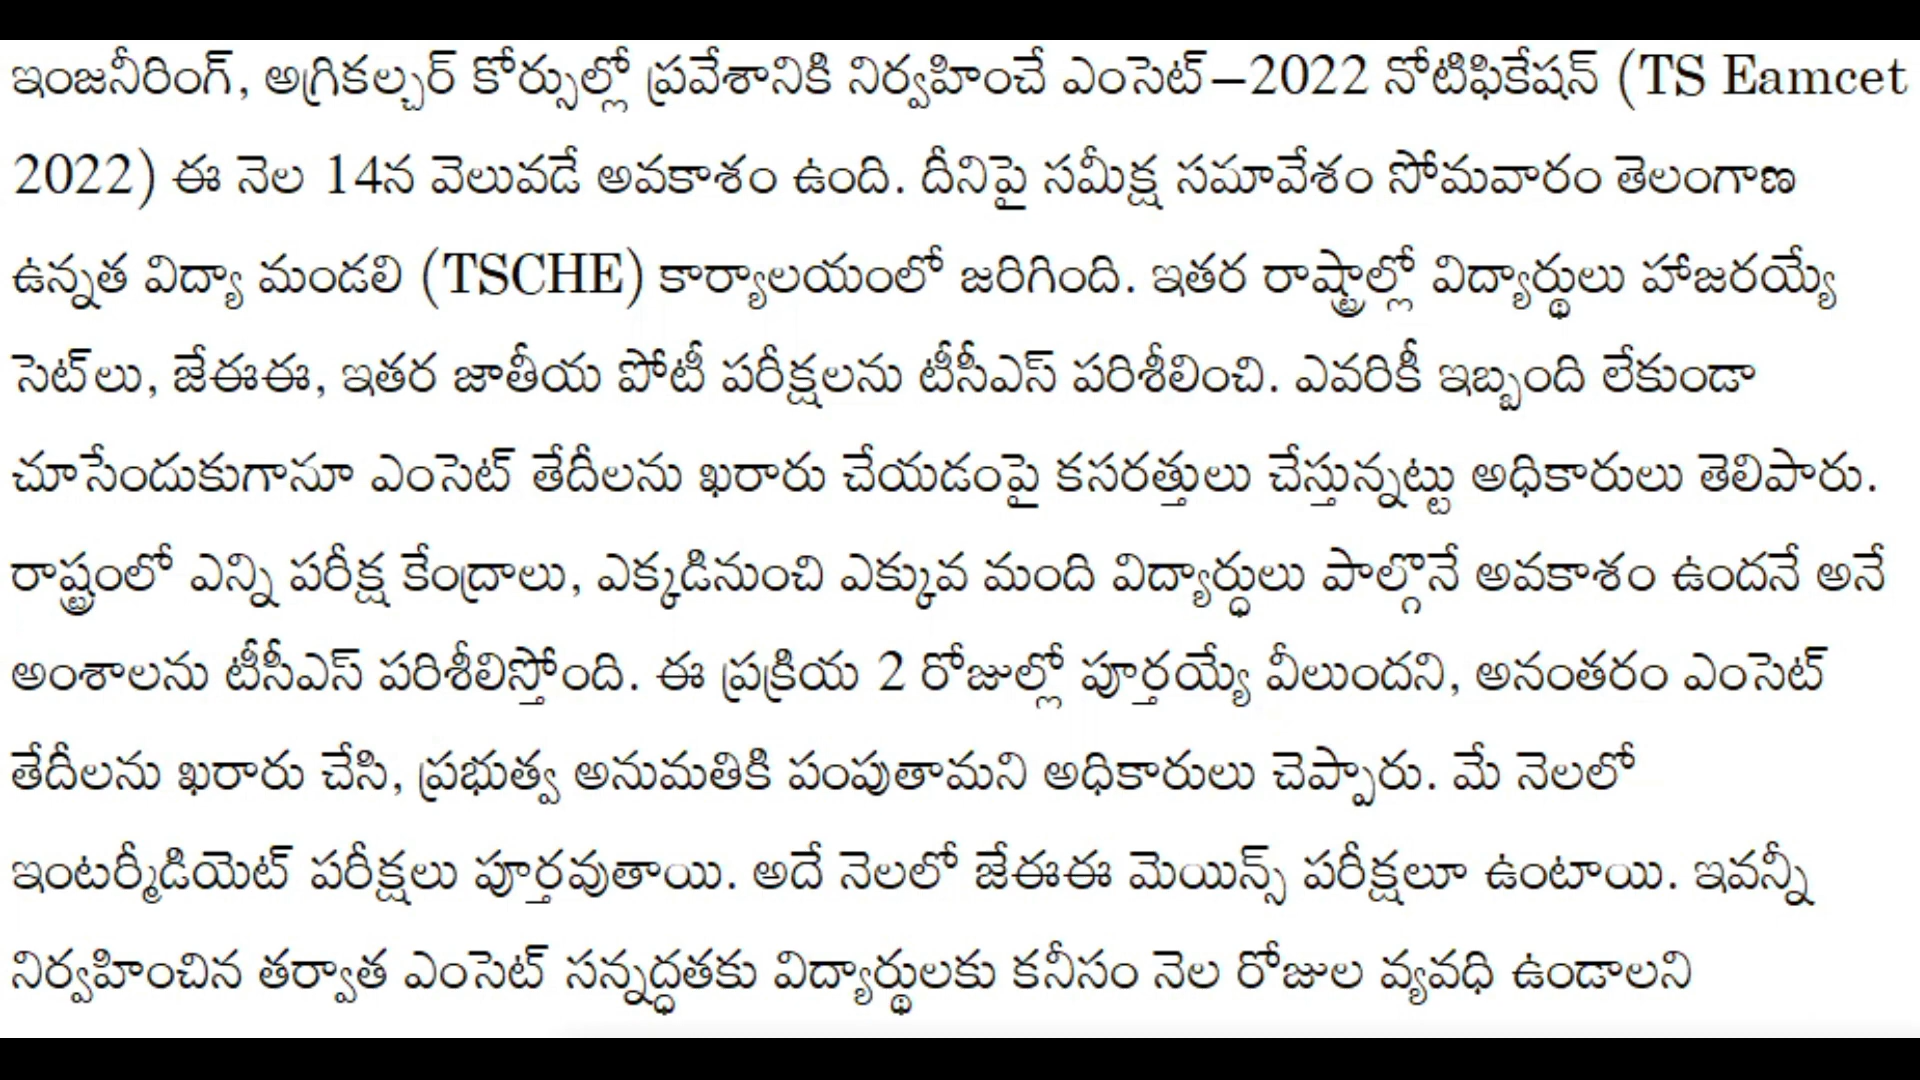 ఇంజనీరింగ్, అగ్రికల్చర్ కోర్సుల్లో ప్రవేశానికి నిర్వహించే ఎంసెట్–2022 నోటిఫికేషన్ (TS Eamcet
2022) ఈ నెల 14న వెలువడే అవకాశం ఉంది. దీనిపై సమీక్ష సమావేశం సోమవారం తెలంగాణ
ఉన్నత విద్యా మండలి (TSCHE) కార్యాలయంలో జరిగింది. ఇతర రాష్ట్రాల్లో విద్యార్థులు హాజరయ్యే
సెట్‌లు, జేఈఈ, ఇతర జాతీయ పోటీ పరీక్షలను టీసీఎస్ పరిశీలించి. ఎవరికీ ఇబ్బంది లేకుండా
చూసేందుకుగానూ ఎంసెట్ తేదీలను ఖరారు చేయడంపై కసరత్తులు చేస్తున్నట్టు అధికారులు తెలిపారు.
రాష్ట్రంలో ఎన్ని పరీక్ష కేంద్రాలు, ఎక్కడినుంచి ఎక్కువ మంది విద్యార్ధులు పాల్గొనే అవకాశం ఉందనే అనే
అంశాలను టీసీఎస్ పరిశీలిస్తోంది. ఈ ప్రక్రియ 2 రోజుల్లో పూర్తయ్యే వీలుందని, అనంతరం ఎంసెట్
తేదీలను ఖరారు చేసి, ప్రభుత్వ అనుమతికి పంపుతామని అధికారులు చెప్పారు. మే నెలలో
ఇంటర్మీడియెట్ పరీక్షలు పూర్తవుతాయి. అదే నెలలో జేఈఈ మెయిన్స్ పరీక్షలూ ఉంటాయి. ఇవన్నీ
నిర్వహించిన తర్వాత ఎంసెట్ సన్నద్ధతకు విద్యార్థులకు కనీసం నెల రోజుల వ్యవధి ఉండాలని